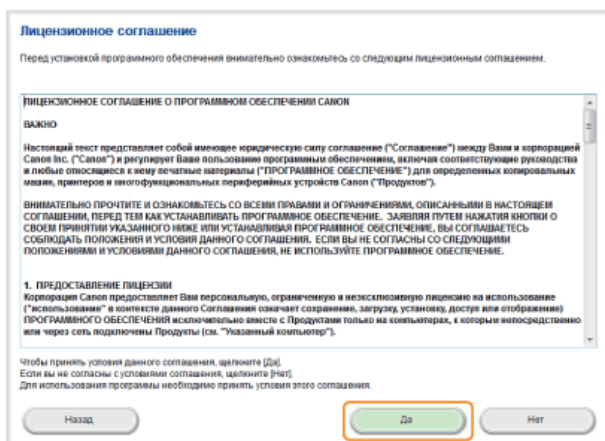 Лицензионное соглашение
Перед установкой программного обеспечения внимательно ознакомьтесь со следующим лицензионным соглашением.
ЛИЦЕНЗИОННОЕ СОГЛАШЕНИЕ О ПРОГРАММНОМ ОБЕСПЕЧЕНИИ CANON
ВАЖНО
Настоящий текст представляет собой имеющее юридическую силу соглашение ("Соглашение") между Вами и корпорацией
Canon Inc. ("Canon") и регулирует Ваше пользование программным обеспечением, включая соответствующие руководства
и любые относящиеся к нему печатные материалы ("ПРОГРАММНОЕ ОБЕСПЕЧЕНИЕ") для определенных копировальных
машин, принтеров и многофункциональных периферийных устройств Canon ("Продуктов").
ВНИМАТЕЛЬНО ПРОЧТИТЕ И ОЗНАКОМЬТЕСЬ СО ВСЕМИ ПРАВАМИ И ОГРАНИЧЕНИЯМИ, ОПИСАННЫМИ В НАСТОЯЩЕМ
СОГЛАШЕНИИ, ПЕРЕД ТЕМ КАК УСТАНАВЛИВАТЬ ПРОГРАММНОЕ ОБЕСПЕЧЕНИЕ. ЗАЯВЛЯЯ ПУТЕМ НАЖАТИЯ КНОПКИ О
СВОЕМ ПРИНЯТИИ УКАЗАННОГО НИЖЕ ИЛИ УСТАНАВЛИВАЯ ПРОГРАММНОЕ ОБЕСПЕЧЕНИЕ, ВЫ СОГЛАШАЕТЕСЬ
СОБЛЮДАТЬ ПОЛОЖЕНИЯ И УСЛОВИЯ ДАННОГО СОГЛАШЕНИЯ. ЕСЛИ ВЫ НЕ СОГЛАСНЫ СО СЛЕДУЮЩИМИ
ПОЛОЖЕНИЯМИ И УСЛОВИЯМИ ДАННОГО СОГЛАШЕНИЯ, НЕ ИСПОЛЬЗУЙТЕ ПРОГРАММНОЕ ОБЕСПЕЧЕНИЕ.
1. ПРЕДОСТАВЛЕНИЕ ЛИЦЕНЗИИ
Корпорация Canon предоставляет Вам персональную, ограниченную и неэксклюзивную лицензию на использование
("использование" в контексте данного Соглашения означает сохранение, загрузку, установку, доступ или отображение)
ПРОГРАММНОГО ОБЕСПЕЧЕНИЯ исключительно вместе с Продуктами только на компьютерах, к которым непосредственно
или через сеть подключены Продукты (см. "Указанный компьютер").
Чтобы принять условия данного соглашения, щелкните [Да].
Если вы не согласны с условиями соглашения, щелкните [Нет].
Для использования программы необходимо принять условия этого соглашения.
Назад Да Нет